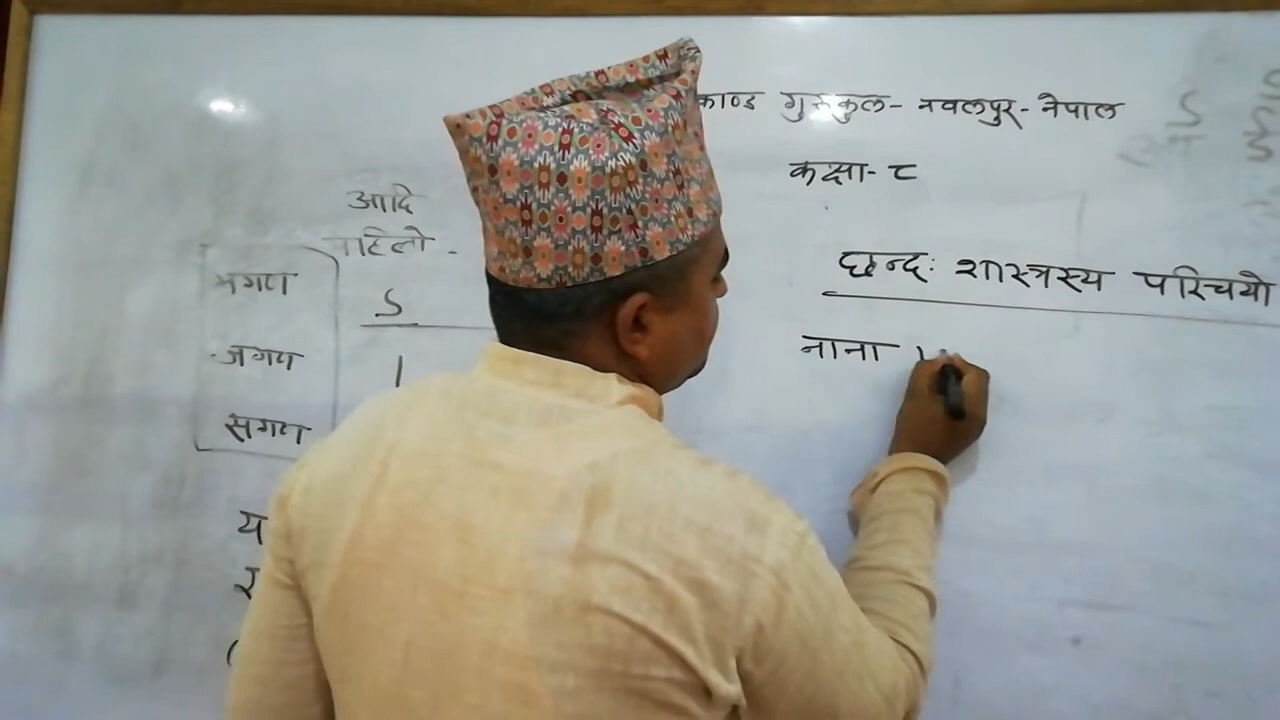 काण्ड गुरुकुल- नवलपुर- नेपाल
कक्षा- ८
छन्दः शास्त्रस्य परिचयो
नाना
आदि
पहिलो -
भगण S
जगण ।
सगण
य
र